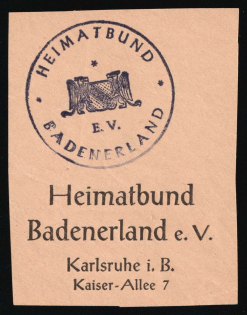 HEIMATBUND
BADENERLAND
E.V.
Heimatbund
Badenerland e. V.
Karlsruhe i. B.
Kaiser-Allee 7